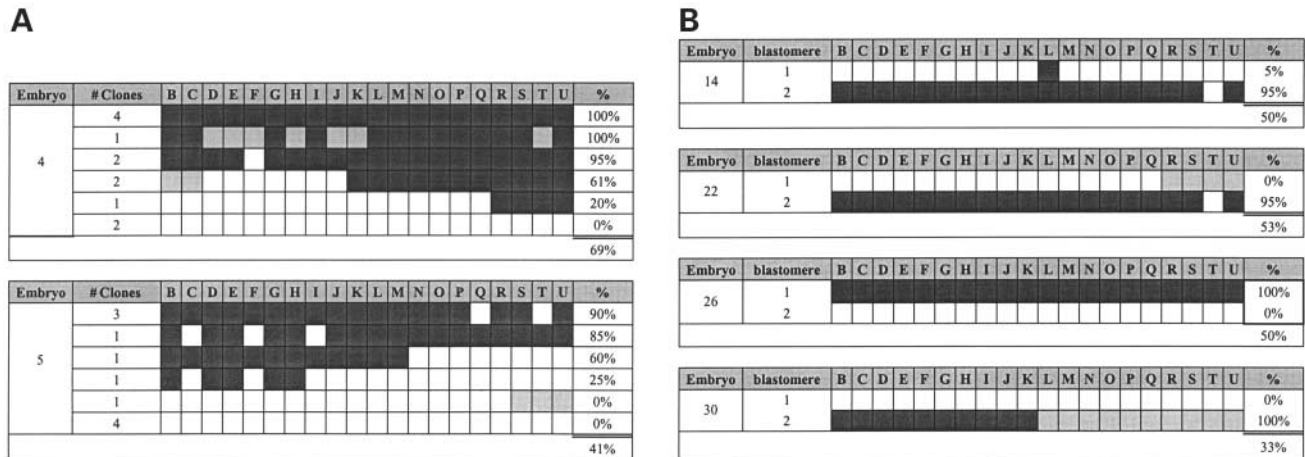 A
Embryo # Clones B C D E F G H I J K L M N O P Q R S T U %
4 4 100%
1 100%
2 95%
2 61%
1 20%
2 0%
69%
Embryo # Clones B C D E F G H I J K L M N O P Q R S T U %
5 3 90%
1 85%
1 60%
1 25%
1 0%
4 0%
41%
B
Embryo blastomere B C D E F G H I J K L M N O P Q R S T U %
14 1 5%
2 95%
50%
Embryo blastomere B C D E F G H I J K L M N O P Q R S T U %
22 1 0%
2 95%
53%
Embryo blastomere B C D E F G H I J K L M N O P Q R S T U %
26 1 100%
2 0%
50%
Embryo blastomere B C D E F G H I J K L M N O P Q R S T U %
30 1 0%
2 100%
33%